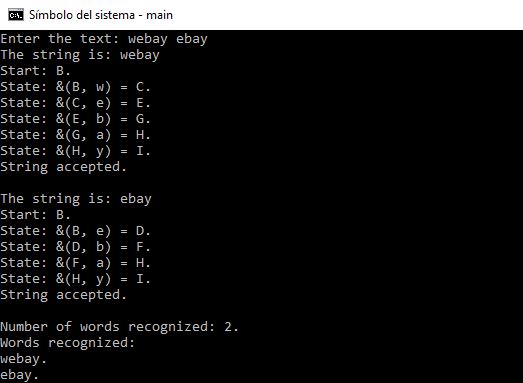 Símbolo del sistema - main
Enter the text: webay ebay
The string is: webay
Start: B.
State: &(B, w) = C.
State: &(C, e) = E.
State: &(E, b) = G.
State: &(G, a) = H.
State: &(H, y) = I.
String accepted.
The string is: ebay
Start: B.
State: &(B, e) = D.
State: &(D, b) = F.
State: &(F, a) = H.
State: &(H, y) = I.
String accepted.
Number of words recognized: 2.
Words recognized:
webay.
ebay.